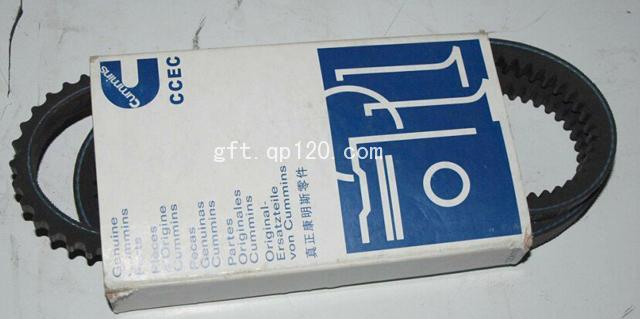 cummins
CCEC
Genuine
Cummins
Parts
Pièces
d'Origine
Cummins
Peças
Genuinas
Cummins
Partes
Originales
Cummins
Original-
Ersatzteile
von Cummins
真正康明斯零件
gft.qp120.com